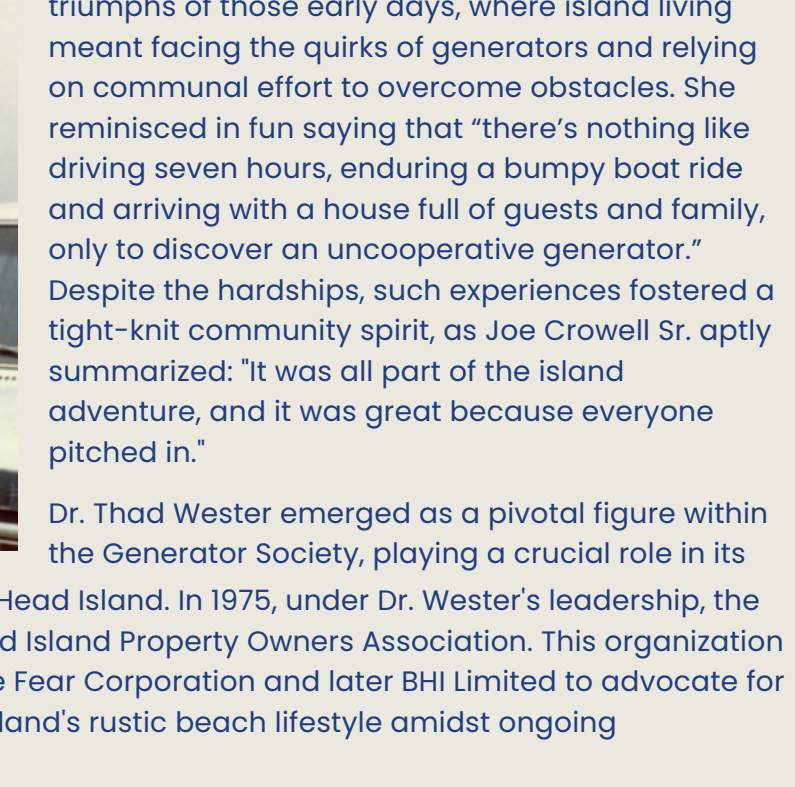 triumphs of those early days, where island living
meant facing the quirks of generators and relying
on communal effort to overcome obstacles. She
reminisced in fun saying that “there’s nothing like
driving seven hours, enduring a bumpy boat ride
and arriving with a house full of guests and family,
only to discover an uncooperative generator.”
Despite the hardships, such experiences fostered a
tight-knit community spirit, as Joe Crowell Sr. aptly
summarized: "It was all part of the island
adventure, and it was great because everyone
pitched in."
Dr. Thad Wester emerged as a pivotal figure within
the Generator Society, playing a crucial role in its
Head Island. In 1975, under Dr. Wester's leadership, the
d Island Property Owners Association. This organization
e Fear Corporation and later BHI Limited to advocate for
land's rustic beach lifestyle amidst ongoing